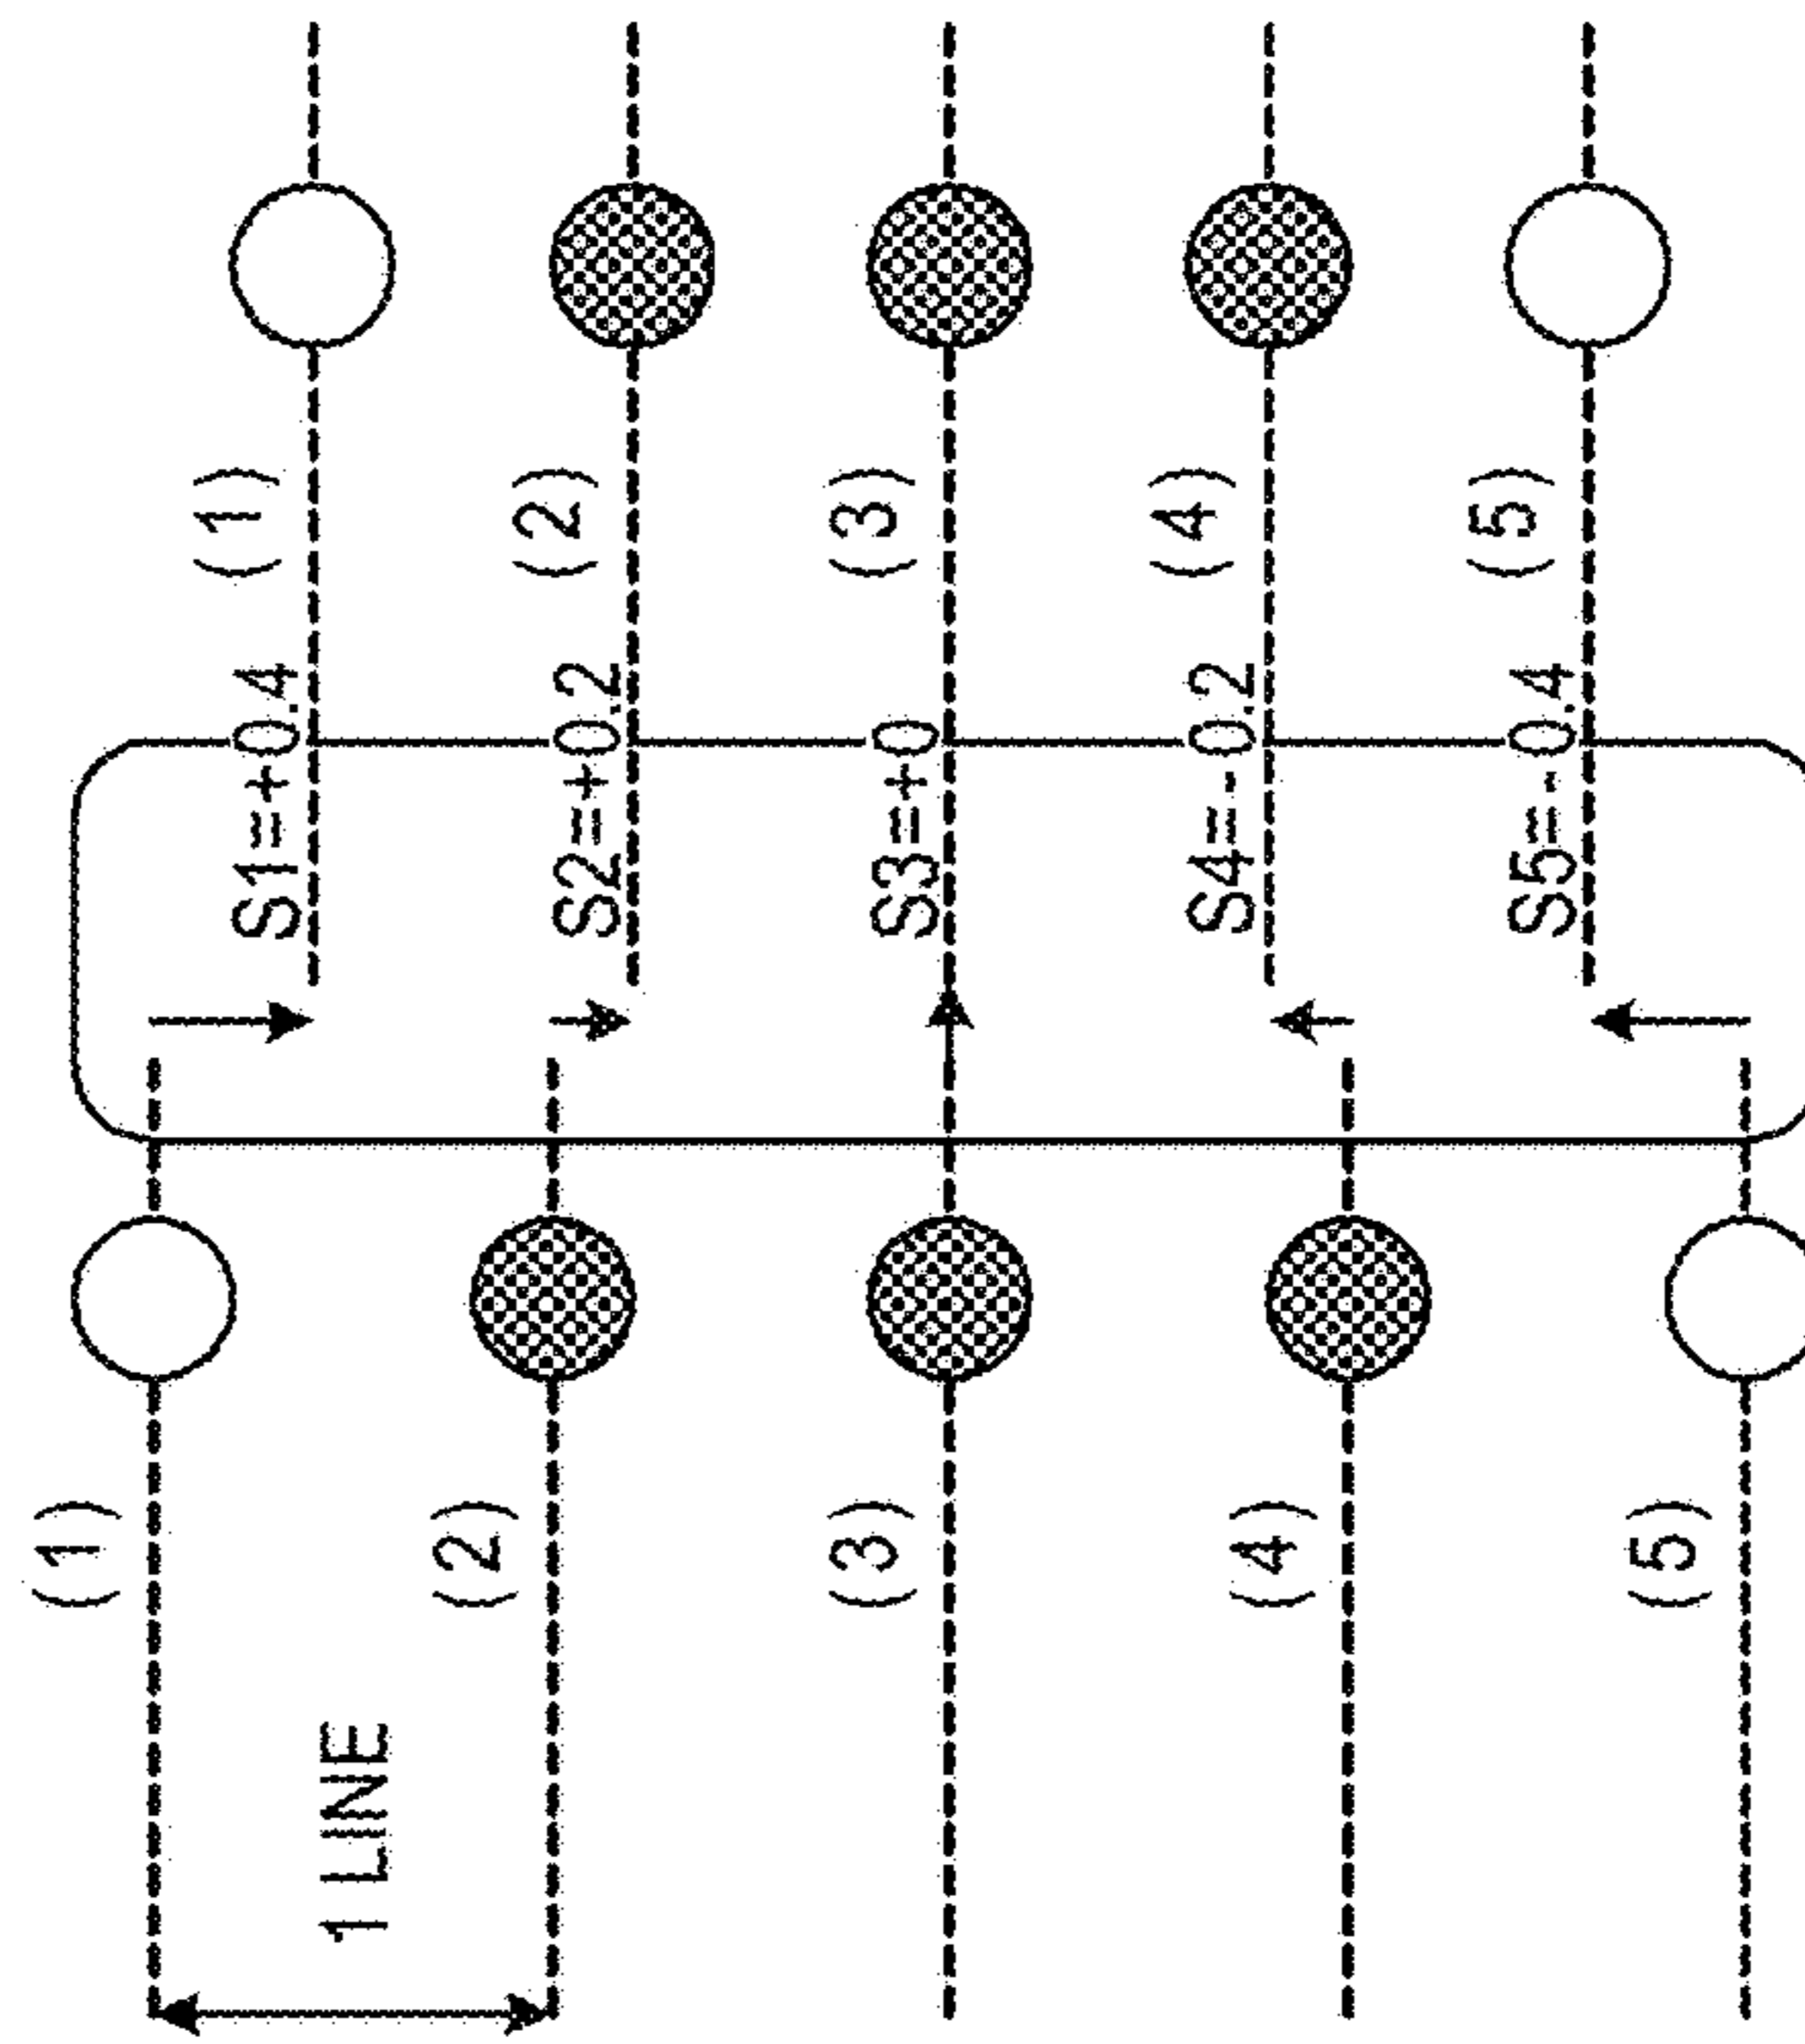 (1)
(2)
(3)
(4)
(5)
S1=+0.4
S2=+0.2
S3=+0
S4=-0.2
S5=-0.4
(1)
(2)
(3)
(4)
(5)
1 LINE